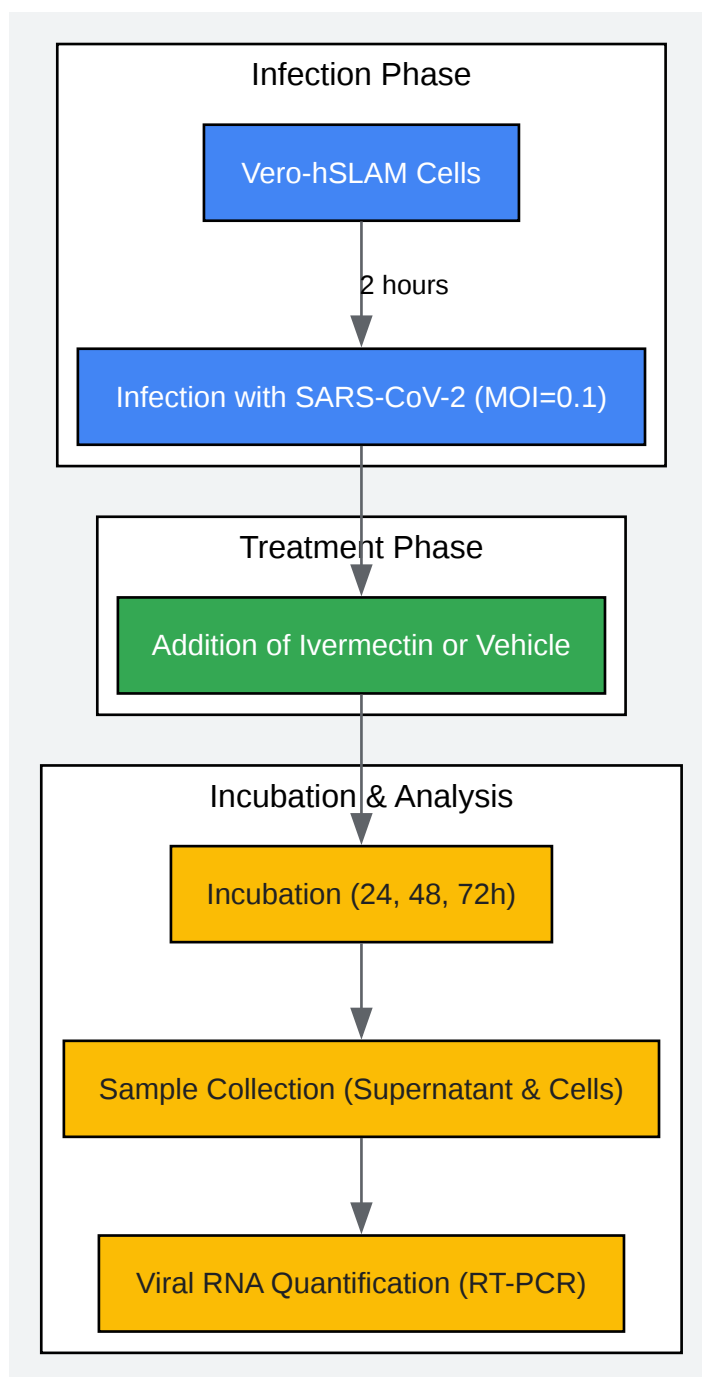 Infection Phase
Vero-hSLAM Cells
2 hours
Infection with SARS-CoV-2 (MOI=0.1)
Treatment Phase
Addition of Ivermectin or Vehicle
Incubation & Analysis
Incubation (24, 48, 72h)
Sample Collection (Supernatant & Cells)
Viral RNA Quantification (RT-PCR)